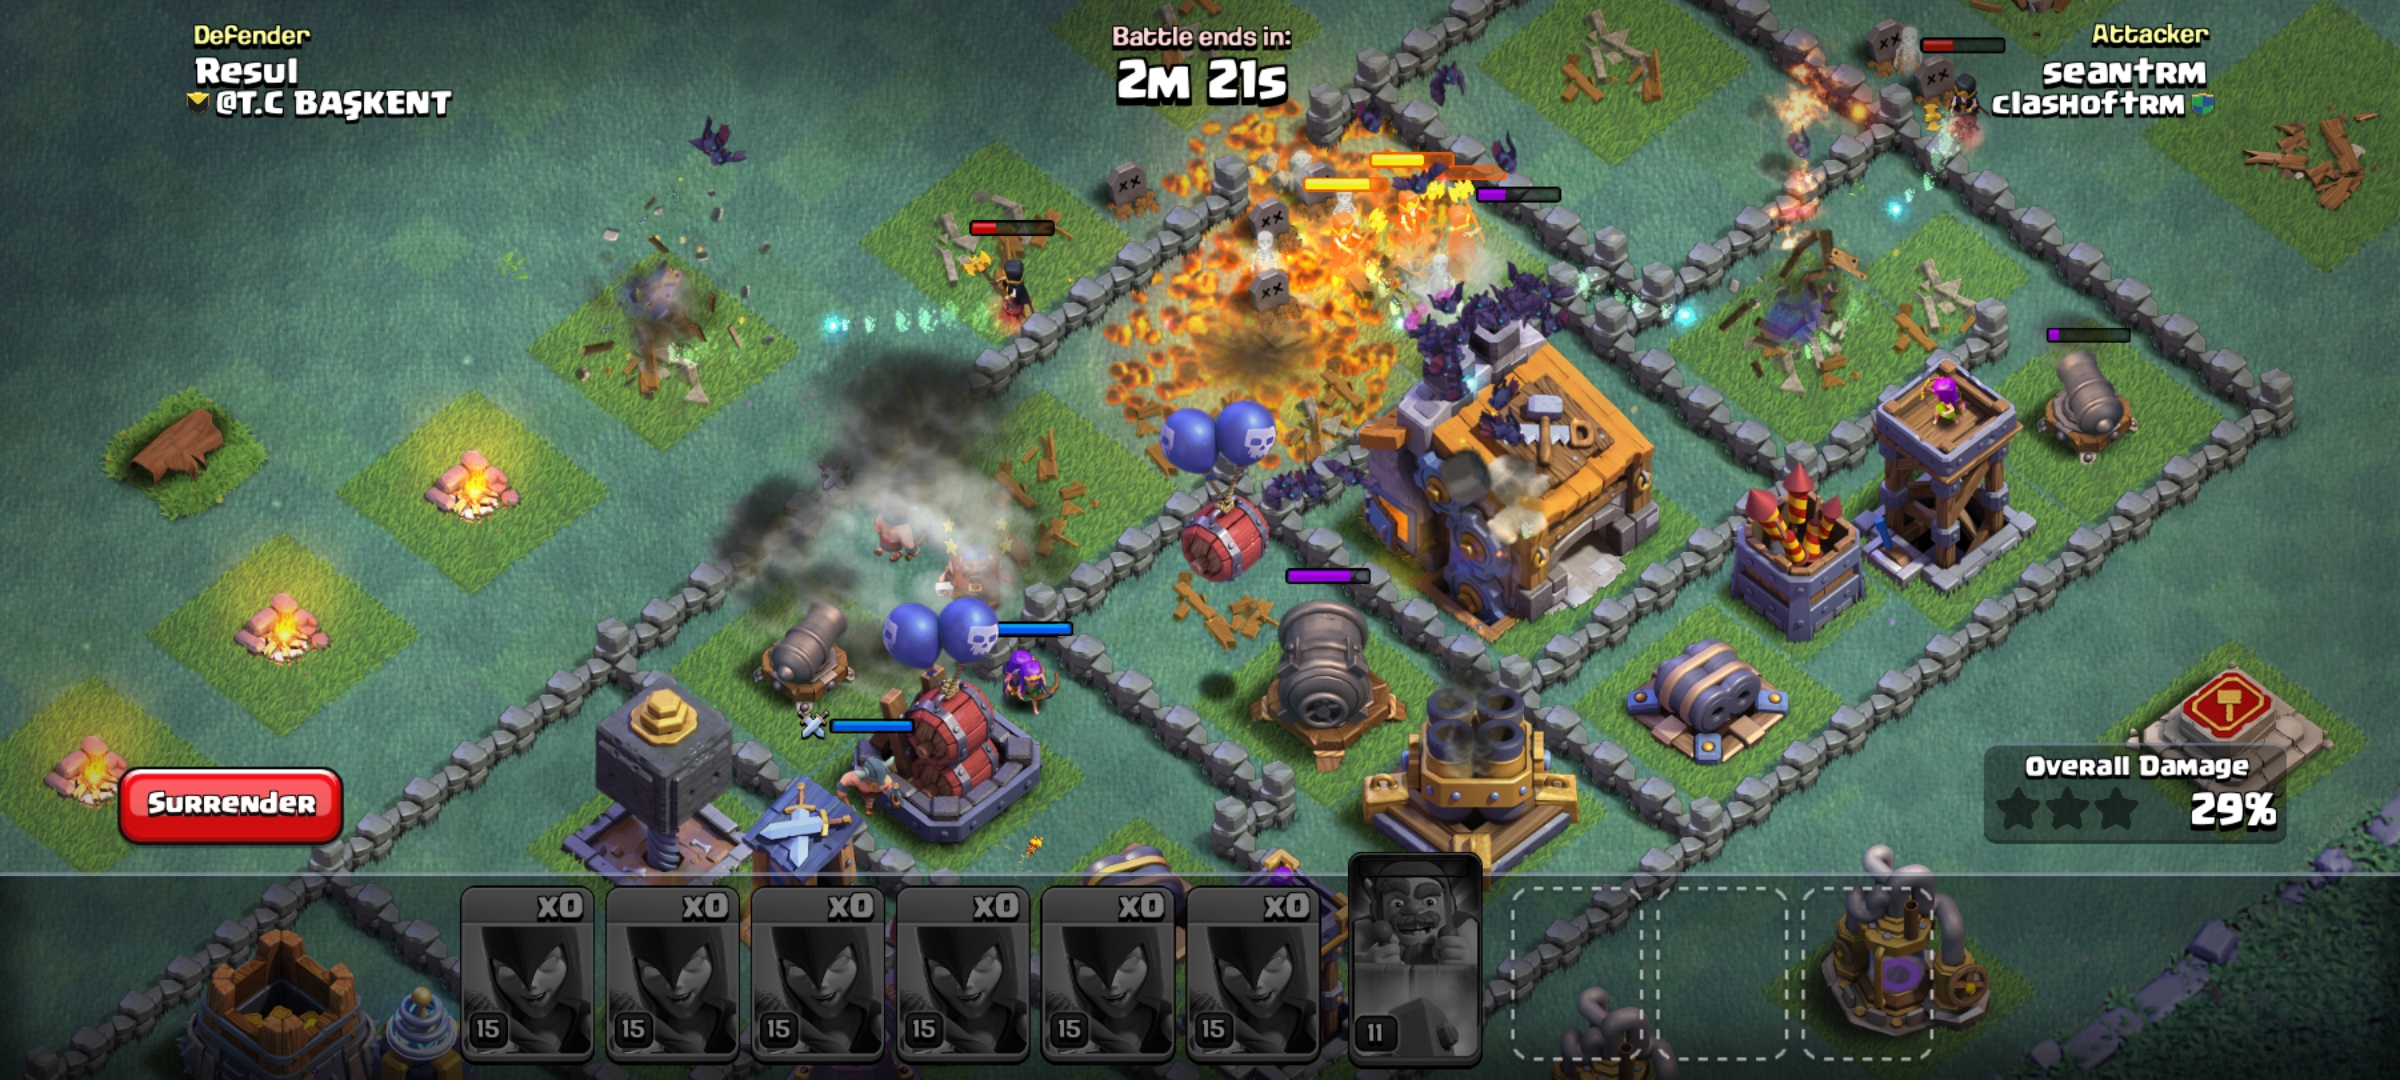 Defender
Resul
@T.C BAŞKENT
Battle ends in:
2M 21s
Attacker
seantRM
clashoftRM
Surrender
Overall Damage
29%
x0
x0
x0
x0
x0
x0
15
15
15
15
15
15
11